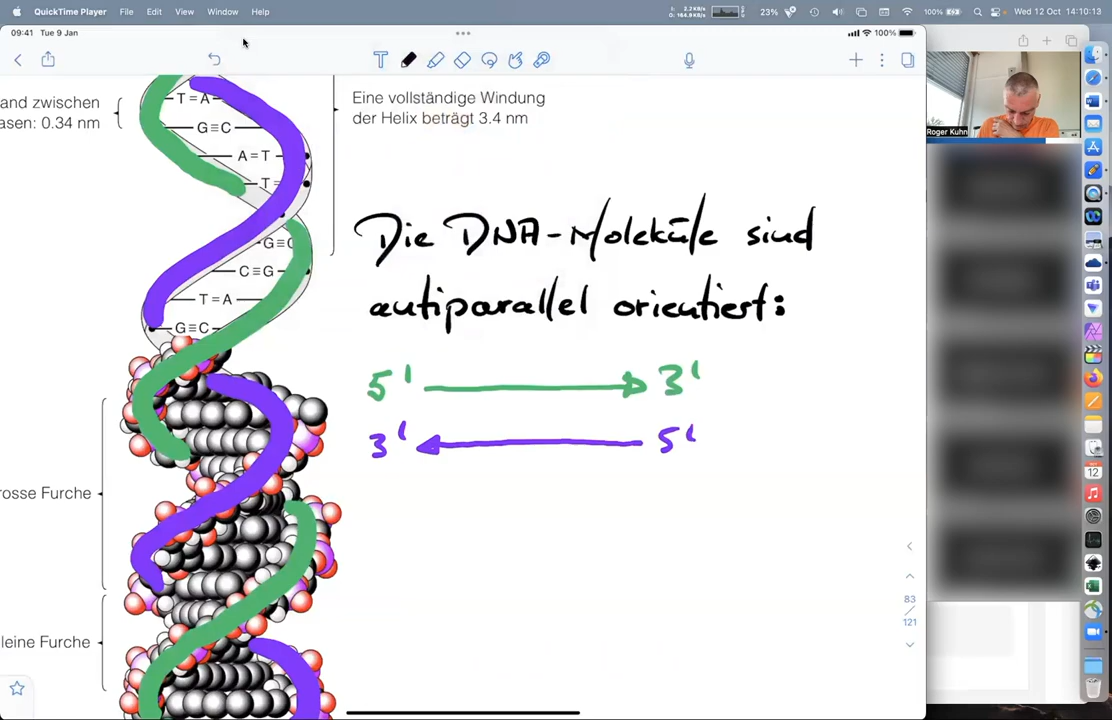 QuickTime Player File Edit View Window Help
23% 100% Wed 12 Oct 14:10:13
09:41 Tue 9 Jan
100%
and zwischen
asen: 0.34 nm
T=A
G≡C
A=T
T=
G≡C
C≡G
T=A
G≡C
Eine vollständige Windung
der Helix beträgt 3.4 nm
Die DNA-Moleküle sind
antiparallel orientiert:
5' 3'
3' 5'
rosse Furche
leine Furche
83
/
121
Roger Kuhn